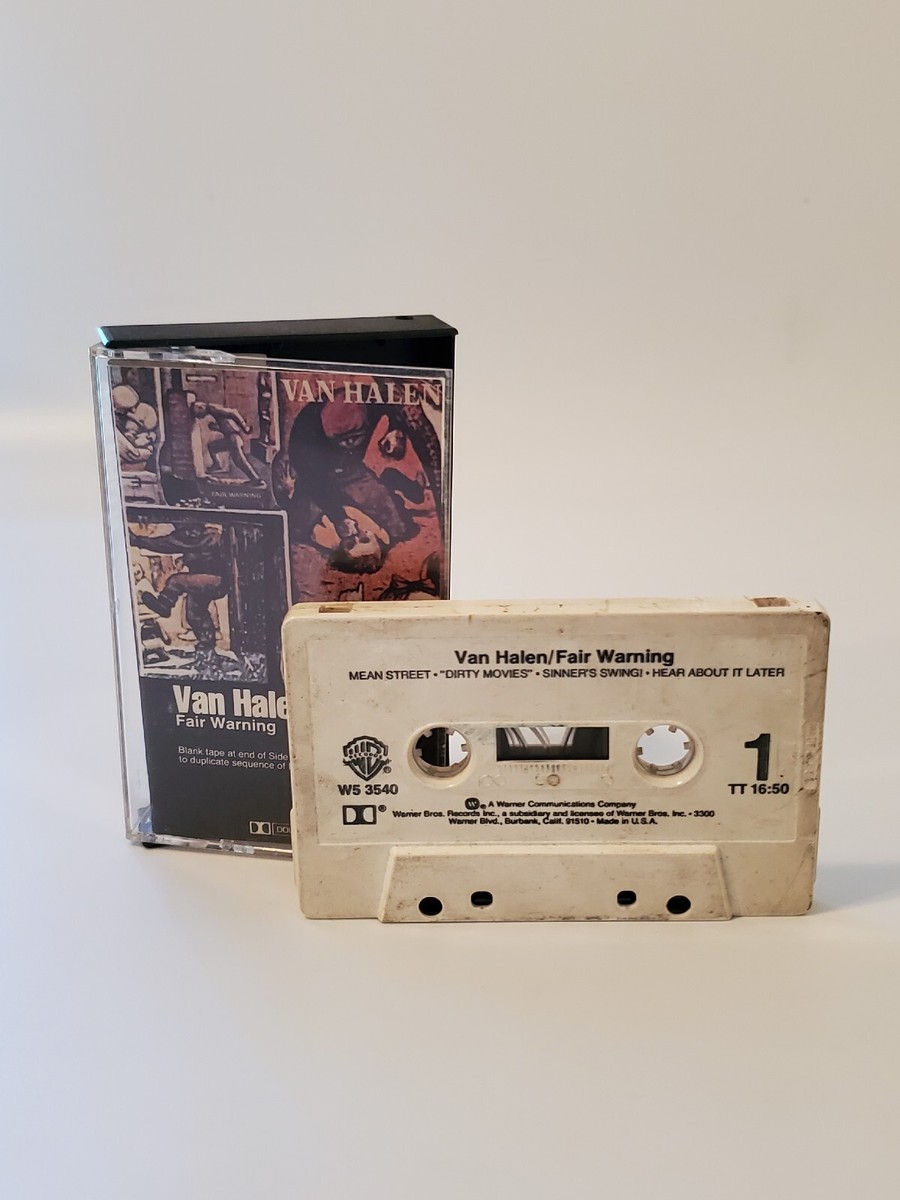 VAN HALEN
FAIR WARNING
Van Hale
Fair Warning
Blank tape at end of Side
to duplicate sequence of
DO
Van Halen/Fair Warning
MEAN STREET • "DIRTY MOVIES" • SINNER'S SWING! • HEAR ABOUT IT LATER
W5 3540
1
TT 16:50
A Warner Communications Company
Warner Bros. Records Inc., a subsidiary and licensee of Warner Bros. Inc. • 3300
Warner Blvd., Burbank, Calif. 91510 • Made in U.S.A.